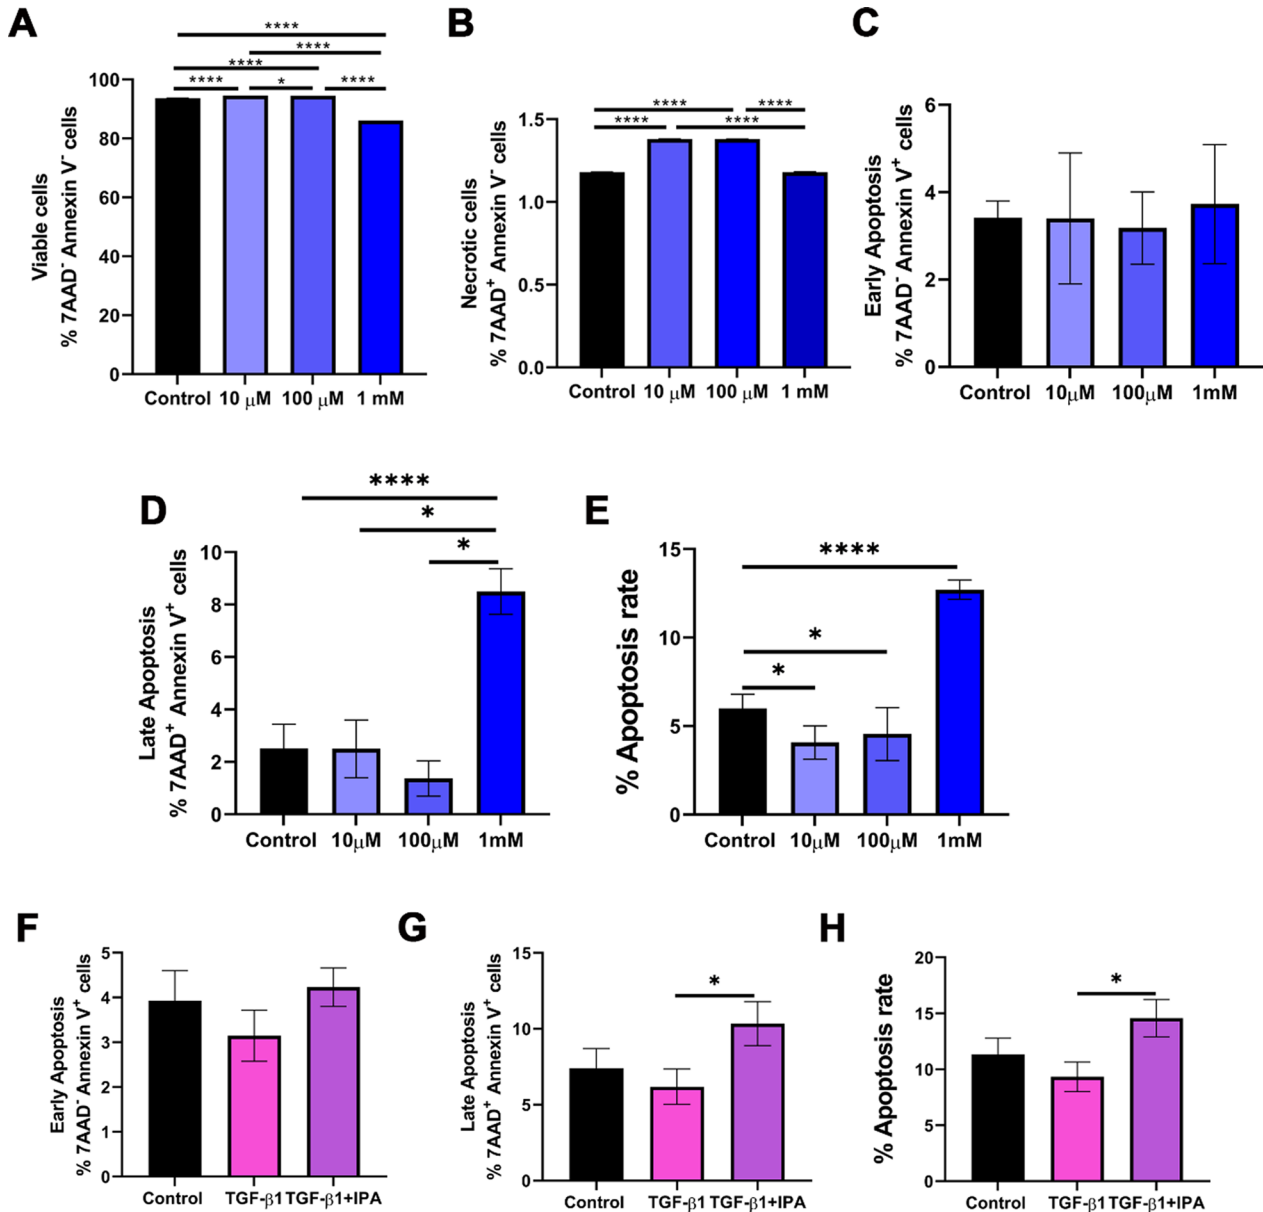 A
****
****
****
**** * ****
Viable cells
% 7AAD⁻ Annexin V⁻ cells
100
80
60
40
20
0
Control 10 μM 100 μM 1 mM
B
**** ****
**** ****
Necrotic cells
% 7AAD⁺ Annexin V⁻ cells
1.5
1.0
0.5
0.0
Control 10 μM 100 μM 1 mM
C
Early Apoptosis
% 7AAD⁻ Annexin V⁺ cells
6
4
2
0
Control 10μM 100μM 1mM
D
****
*
*
Late Apoptosis
% 7AAD⁺ Annexin V⁺ cells
10
8
6
4
2
0
Control 10μM 100μM 1mM
E
****
*
*
% Apoptosis rate
15
10
5
0
Control 10μM 100μM 1mM
F
Early Apoptosis
% 7AAD⁻ Annexin V⁺ cells
5
4
3
2
1
0
Control TGF-β1 TGF-β1+IPA
G
*
Late Apoptosis
% 7AAD⁺ Annexin V⁺ cells
15
10
5
0
Control TGF-β1 TGF-β1+IPA
H
*
% Apoptosis rate
20
15
10
5
0
Control TGF-β1 TGF-β1+IPA